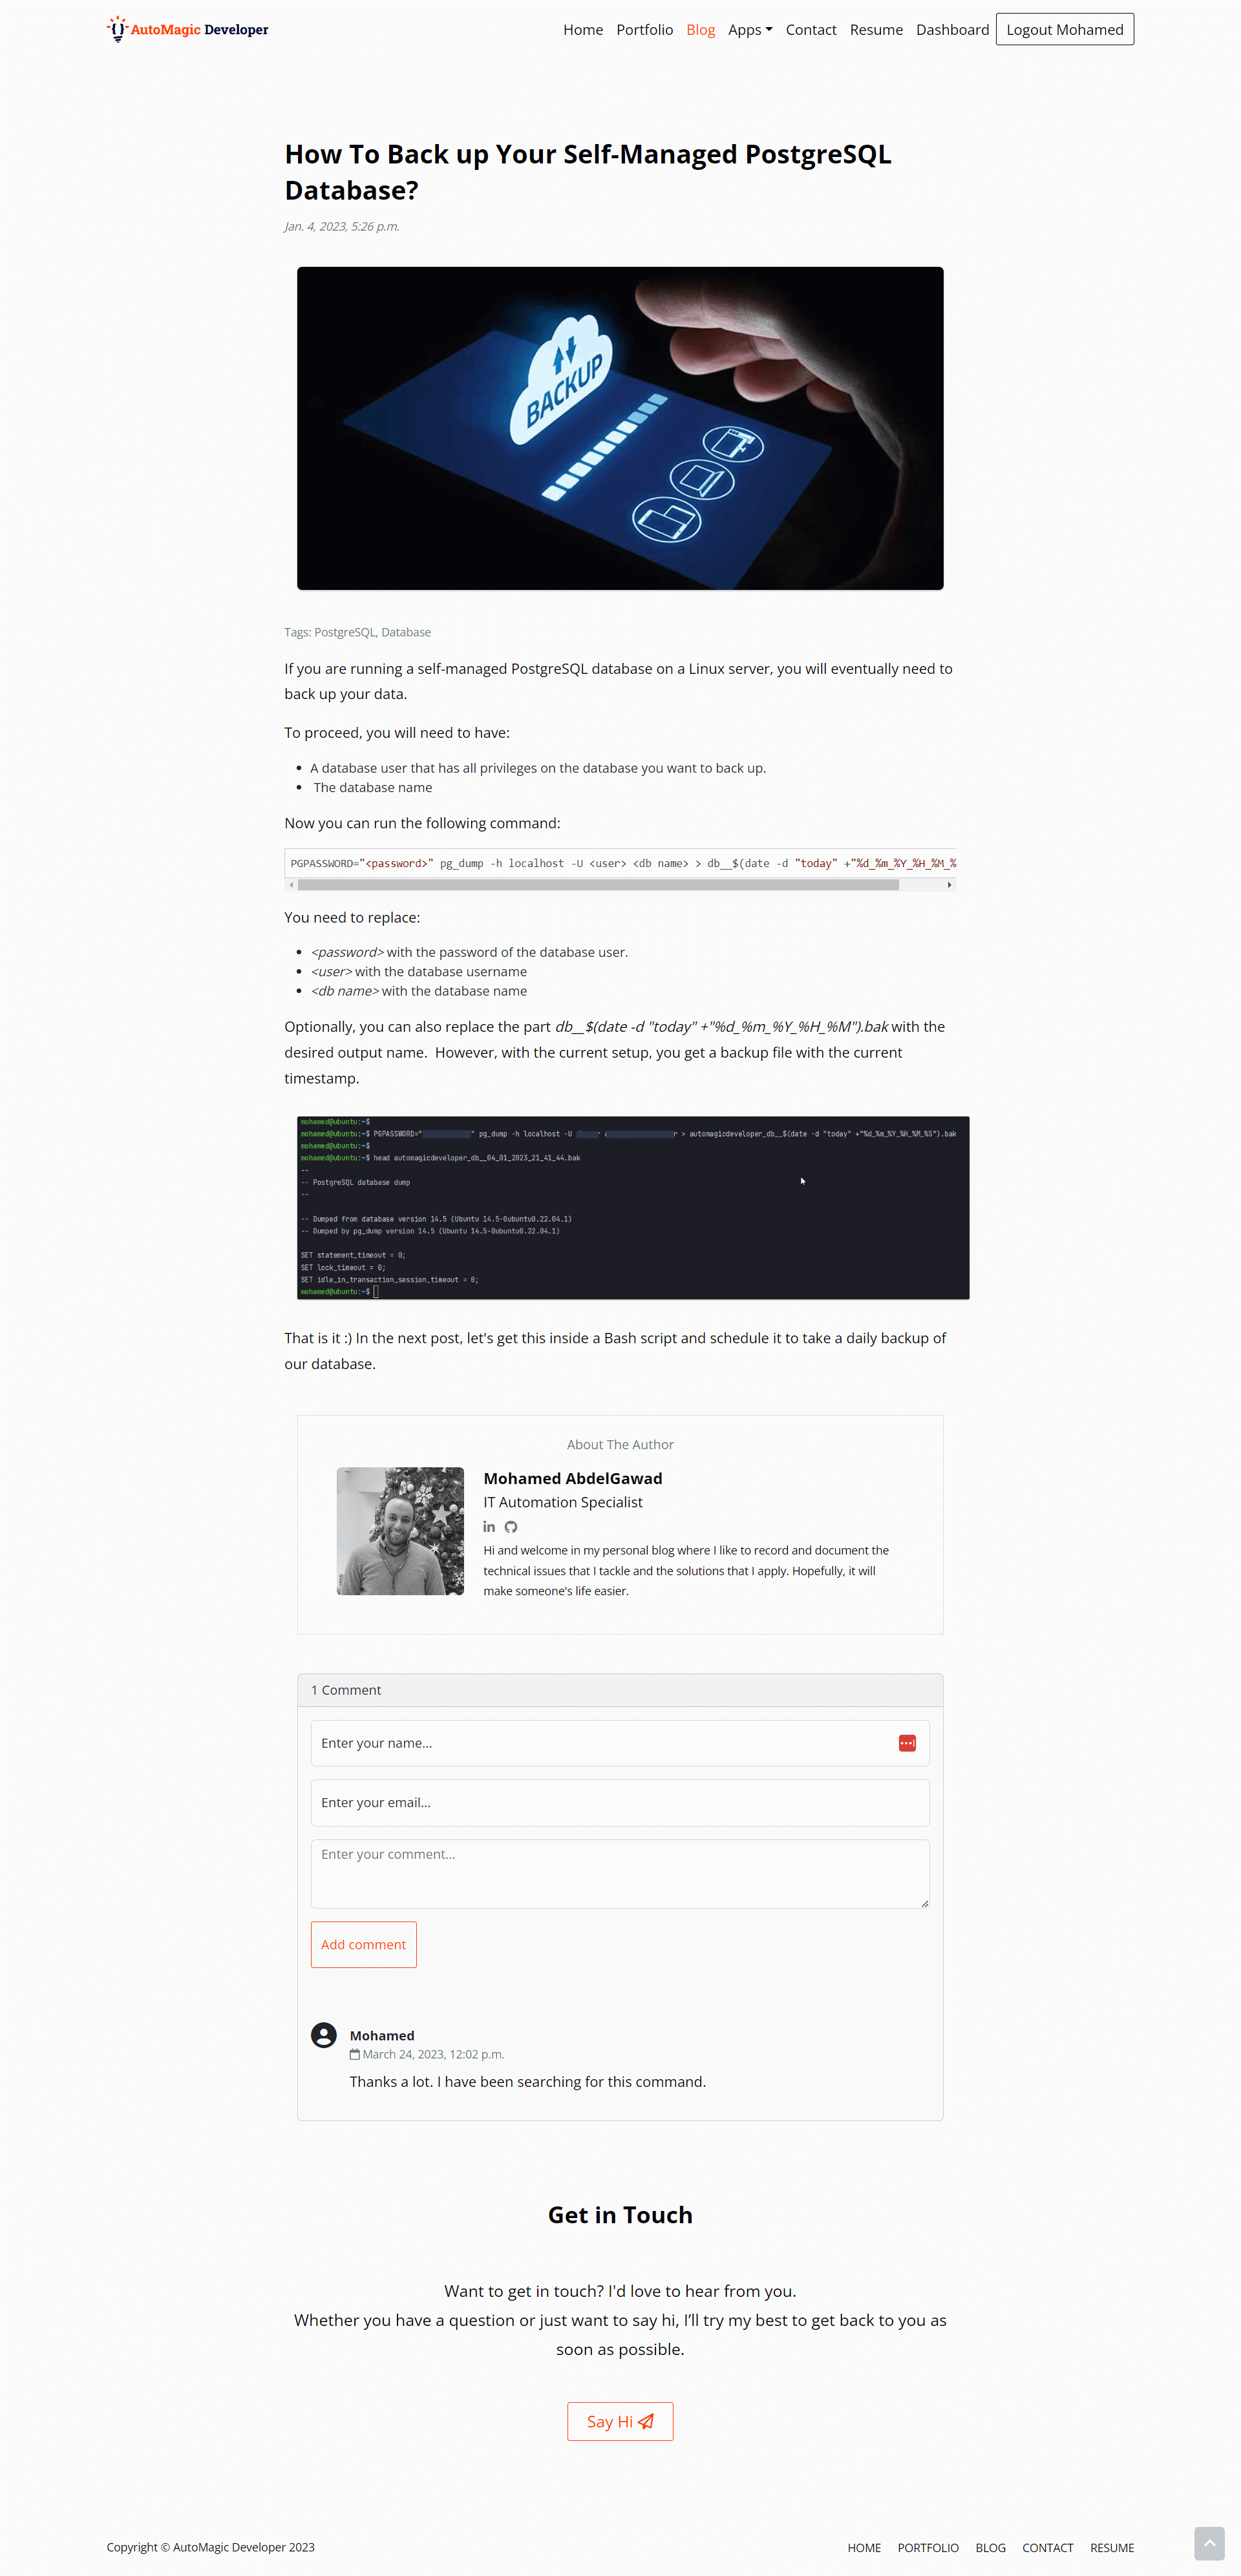 AutoMagic Developer
Home Portfolio Blog Apps Contact Resume Dashboard Logout Mohamed
How To Back up Your Self-Managed PostgreSQL
Database?
Jan. 4, 2023, 5:26 p.m.
BACKUP
Tags: PostgreSQL, Database
If you are running a self-managed PostgreSQL database on a Linux server, you will eventually need to
back up your data.
To proceed, you will need to have:
A database user that has all privileges on the database you want to back up.
The database name
Now you can run the following command:
PGPASSWORD="<password>" pg_dump -h localhost -U <user> <db name> > db__$(date -d "today" +"%d_%m_%Y_%H_%M_%
You need to replace:
<password> with the password of the database user.
<user> with the database username
<db name> with the database name
Optionally, you can also replace the part db__$(date -d "today" +"%d_%m_%Y_%H_%M").bak with the
desired output name. However, with the current setup, you get a backup file with the current
timestamp.
mohamed@ubuntu:~$
mohamed@ubuntu:~$ PGPASSWORD=" " pg_dump -h localhost -U > automagicdeveloper_db__$(date -d "today" +"%d_%m_%Y_%H_%M_%S").bak
mohamed@ubuntu:~$
mohamed@ubuntu:~$ head automagicdeveloper_db__04_01_2023_21_41_44.bak
--
-- PostgreSQL database dump
--
-- Dumped from database version 14.5 (Ubuntu 14.5-0ubuntu0.22.04.1)
-- Dumped by pg_dump version 14.5 (Ubuntu 14.5-0ubuntu0.22.04.1)
SET statement_timeout = 0;
SET lock_timeout = 0;
SET idle_in_transaction_session_timeout = 0;
mohamed@ubuntu:~$
That is it :) In the next post, let's get this inside a Bash script and schedule it to take a daily backup of
our database.
About The Author
Mohamed AbdelGawad
IT Automation Specialist
Hi and welcome in my personal blog where I like to record and document the
technical issues that I tackle and the solutions that I apply. Hopefully, it will
make someone's life easier.
1 Comment
Enter your name...
Enter your email...
Enter your comment...
Add comment
Mohamed
March 24, 2023, 12:02 p.m.
Thanks a lot. I have been searching for this command.
Get in Touch
Want to get in touch? I'd love to hear from you.
Whether you have a question or just want to say hi, I’ll try my best to get back to you as
soon as possible.
Say Hi
Copyright © AutoMagic Developer 2023
HOME PORTFOLIO BLOG CONTACT RESUME